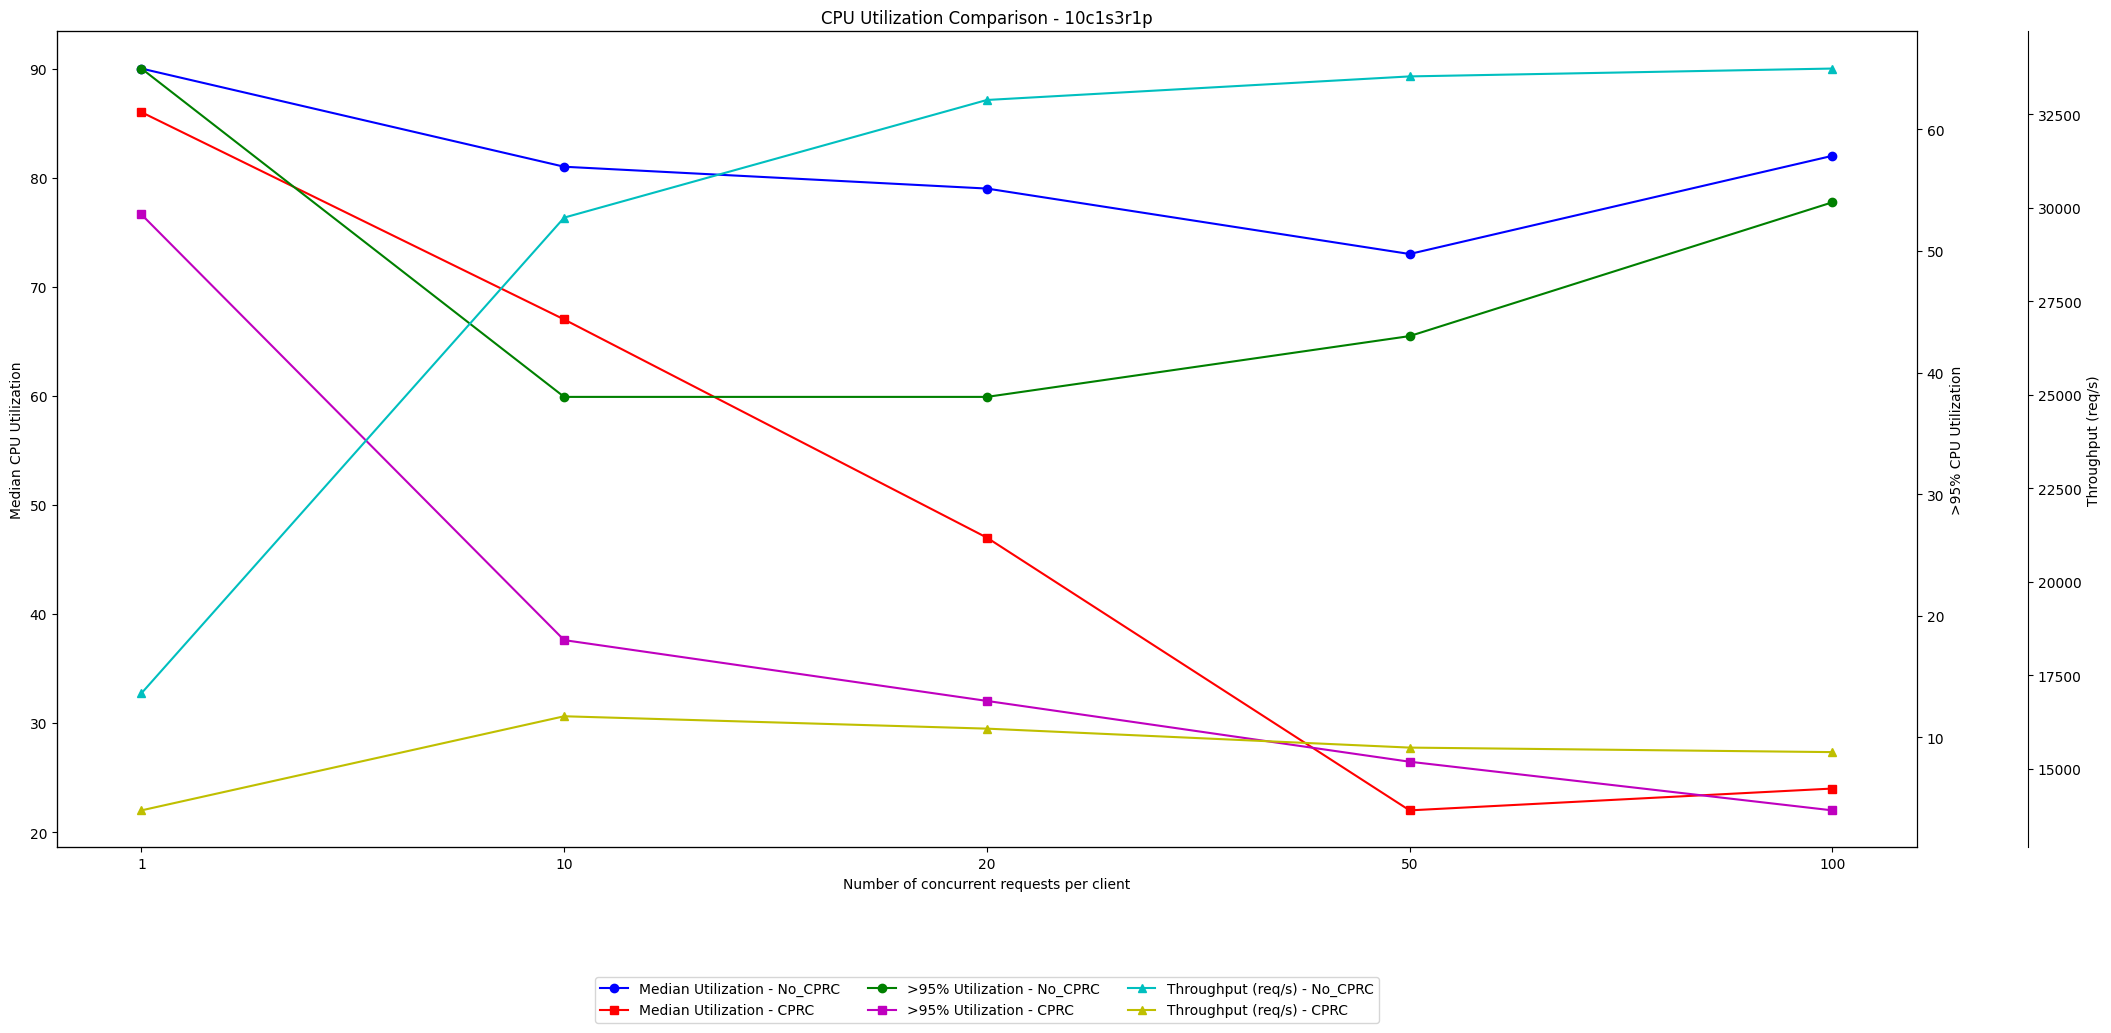 CPU Utilization Comparison - 10c1s3r1p
90
80
70
60
50
40
30
20
Median CPU Utilization
60
50
40
30
20
10
>95% CPU Utilization
32500
30000
27500
25000
22500
20000
17500
15000
Throughput (req/s)
1 10 20 50 100
Number of concurrent requests per client
Median Utilization - No_CPRC
Median Utilization - CPRC
>95% Utilization - No_CPRC
>95% Utilization - CPRC
Throughput (req/s) - No_CPRC
Throughput (req/s) - CPRC